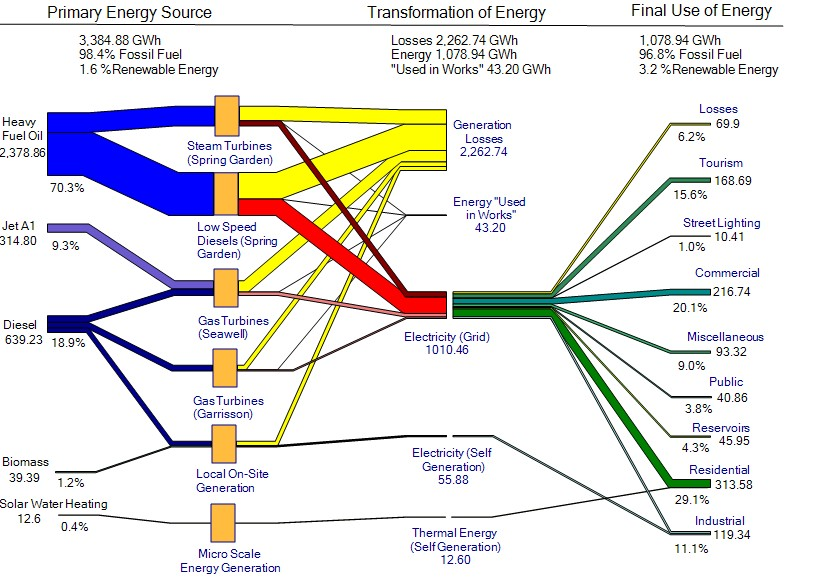 Primary Energy Source
Transformation of Energy
Final Use of Energy
3,384.88 GWh
98.4% Fossil Fuel
1.6 %Renewable Energy
Losses 2,262.74 GWh
Energy 1,078.94 GWh
"Used in Works" 43.20 GWh
1,078.94 GWh
96.8% Fossil Fuel
3.2 %Renewable Energy
Heavy
Fuel Oil
2,378.86
70.3%
Jet A1
314.80
9.3%
Diesel
639.23
18.9%
Biomass
39.39
1.2%
Solar Water Heating
12.6
0.4%
Steam Turbines
(Spring Garden)
Low Speed
Diesels (Spring
Garden)
Gas Turbines
(Seawell)
Gas Turbines
(Garrisson)
Local On-Site
Generation
Micro Scale
Energy Generation
Generation
Losses
2,262.74
Energy "Used
in Works"
43.20
Electricity (Grid)
1010.46
Electricity (Self
Generation)
55.88
Thermal Energy
(Self Generation)
12.60
Losses
69.9
6.2%
Tourism
168.69
15.6%
Street Lighting
10.41
1.0%
Commercial
216.74
20.1%
Miscellaneous
93.32
9.0%
Public
40.86
3.8%
Reservoirs
45.95
4.3%
Residential
313.58
29.1%
Industrial
119.34
11.1%